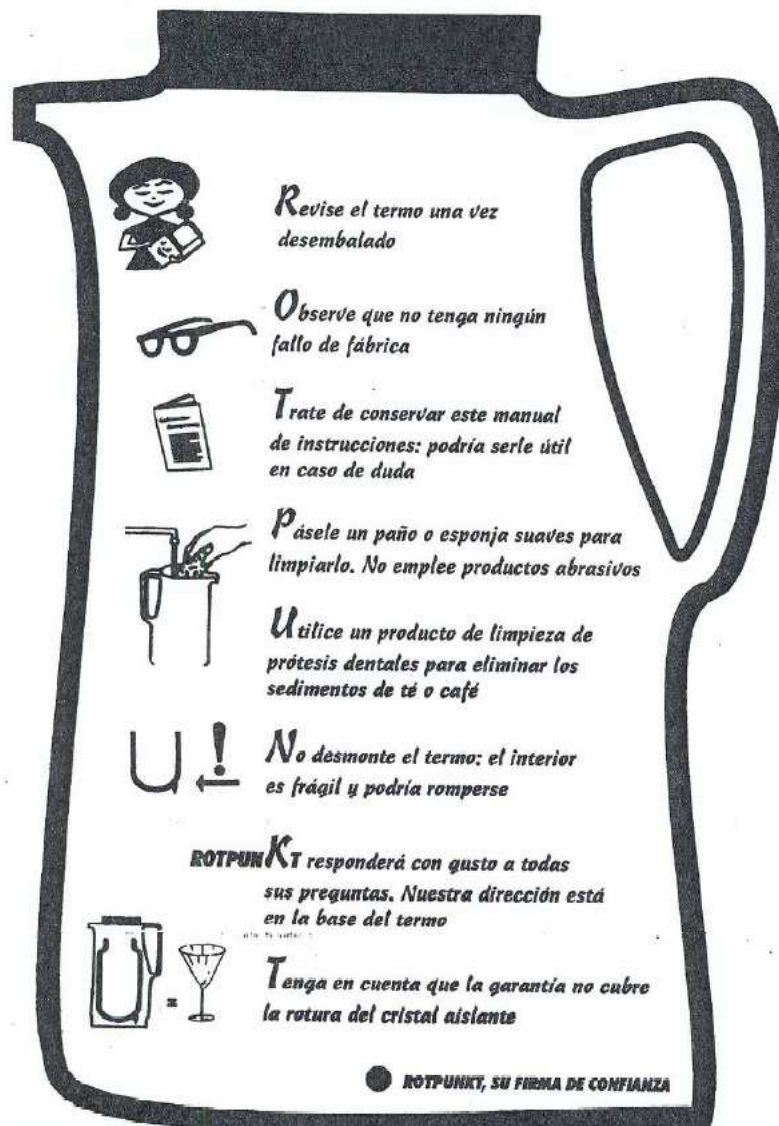 Revise el termo una vez
desembalado
Observe que no tenga ningún
fallo de fábrica
Trate de conservar este manual
de instrucciones: podría serle útil
en caso de duda
Pásele un paño o esponja suaves para
limpiarlo. No emplee productos abrasivos
Utilice un producto de limpieza de
prótesis dentales para eliminar los
sedimentos de té o café
No desmonte el termo: el interior
es frágil y podría romperse
ROTPUNKT responderá con gusto a todas
sus preguntas. Nuestra dirección está
en la base del termo
=
Tenga en cuenta que la garantía no cubre
la rotura del cristal aislante
ROTPUNKT, SU FIRMA DE CONFIANZA